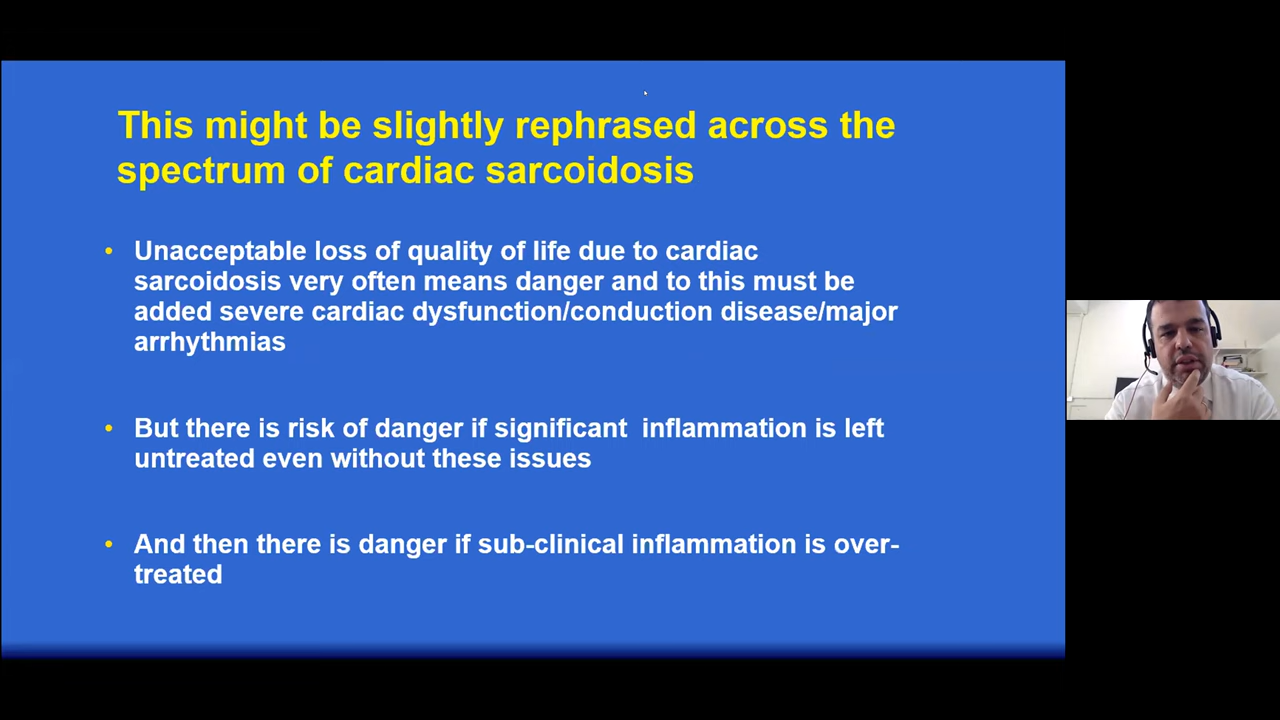 This might be slightly rephrased across the
spectrum of cardiac sarcoidosis
• Unacceptable loss of quality of life due to cardiac
sarcoidosis very often means danger and to this must be
added severe cardiac dysfunction/conduction disease/major
arrhythmias
• But there is risk of danger if significant  inflammation is left
untreated even without these issues
• And then there is danger if sub-clinical inflammation is over-
treated